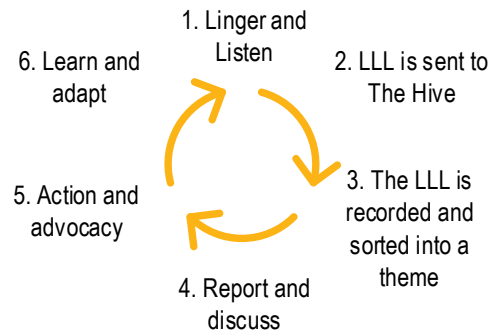 1. Linger and
Listen
2. LLL is sent to
The Hive
3. The LLL is
recorded and
sorted into a
theme
4. Report and
discuss
5. Action and
advocacy
6. Learn and
adapt